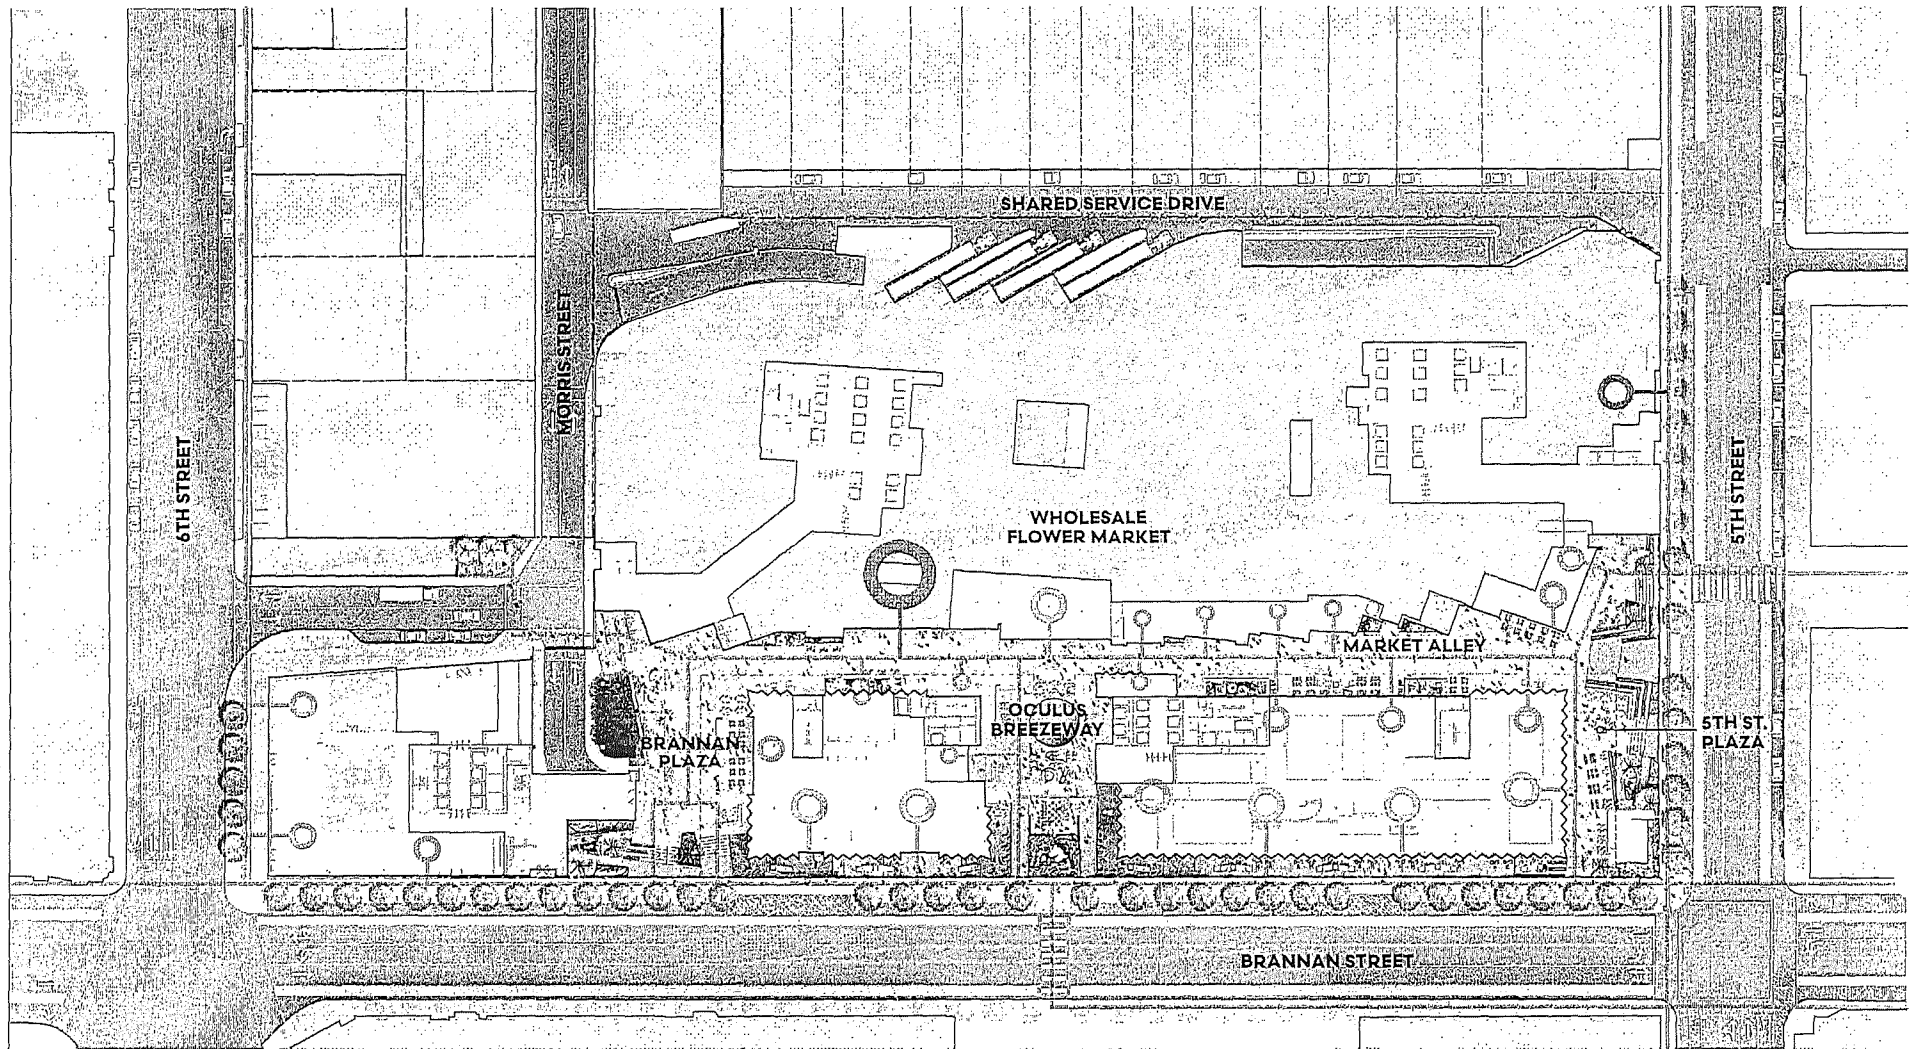 SHARED SERVICE DRIVE
MORRIS STREET
6TH STREET
5TH STREET
WHOLESALE
FLOWER MARKET
MARKET ALLEY
OCULUS
BREEZEWAY
BRANNAN
PLAZA
5TH ST.
PLAZA
BRANNAN STREET